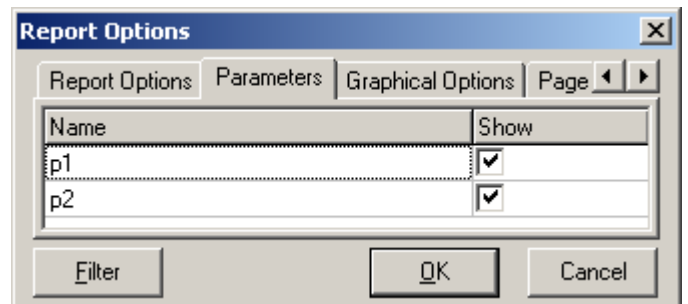 Report Options
Report Options Parameters Graphical Options Page
Name Show
p1
p2
Filter OK Cancel